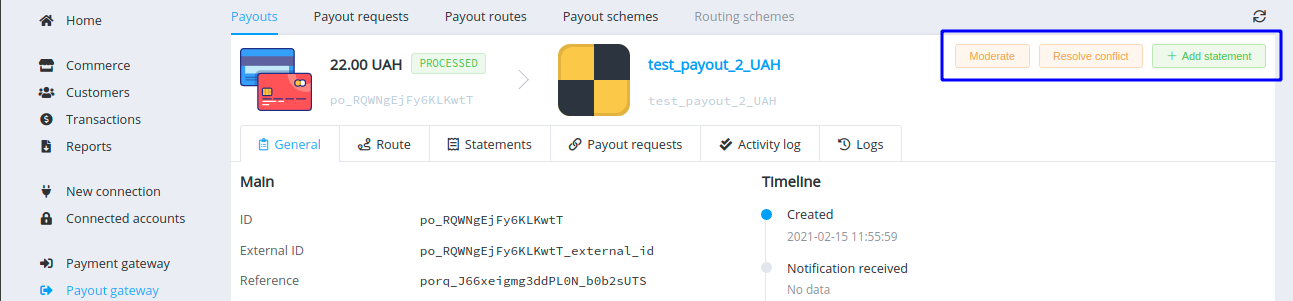 Home
Commerce
Customers
Transactions
Reports
New connection
Connected accounts
Payment gateway
Payout gateway
Payouts Payout requests Payout routes Payout schemes Routing schemes
22.00 UAH PROCESSED
po_RQWNgEjFy6KLKwtT
test_payout_2_UAH
test_payout_2_UAH
Moderate Resolve conflict + Add statement
General Route Statements Payout requests Activity log Logs
Main
ID po_RQWNgEjFy6KLKwtT
External ID po_RQWNgEjFy6KLKwtT_external_id
Reference porq_J66xeigmg3ddPL0N_b0b2sUTS
Timeline
Created
2021-02-15 11:55:59
Notification received
No data